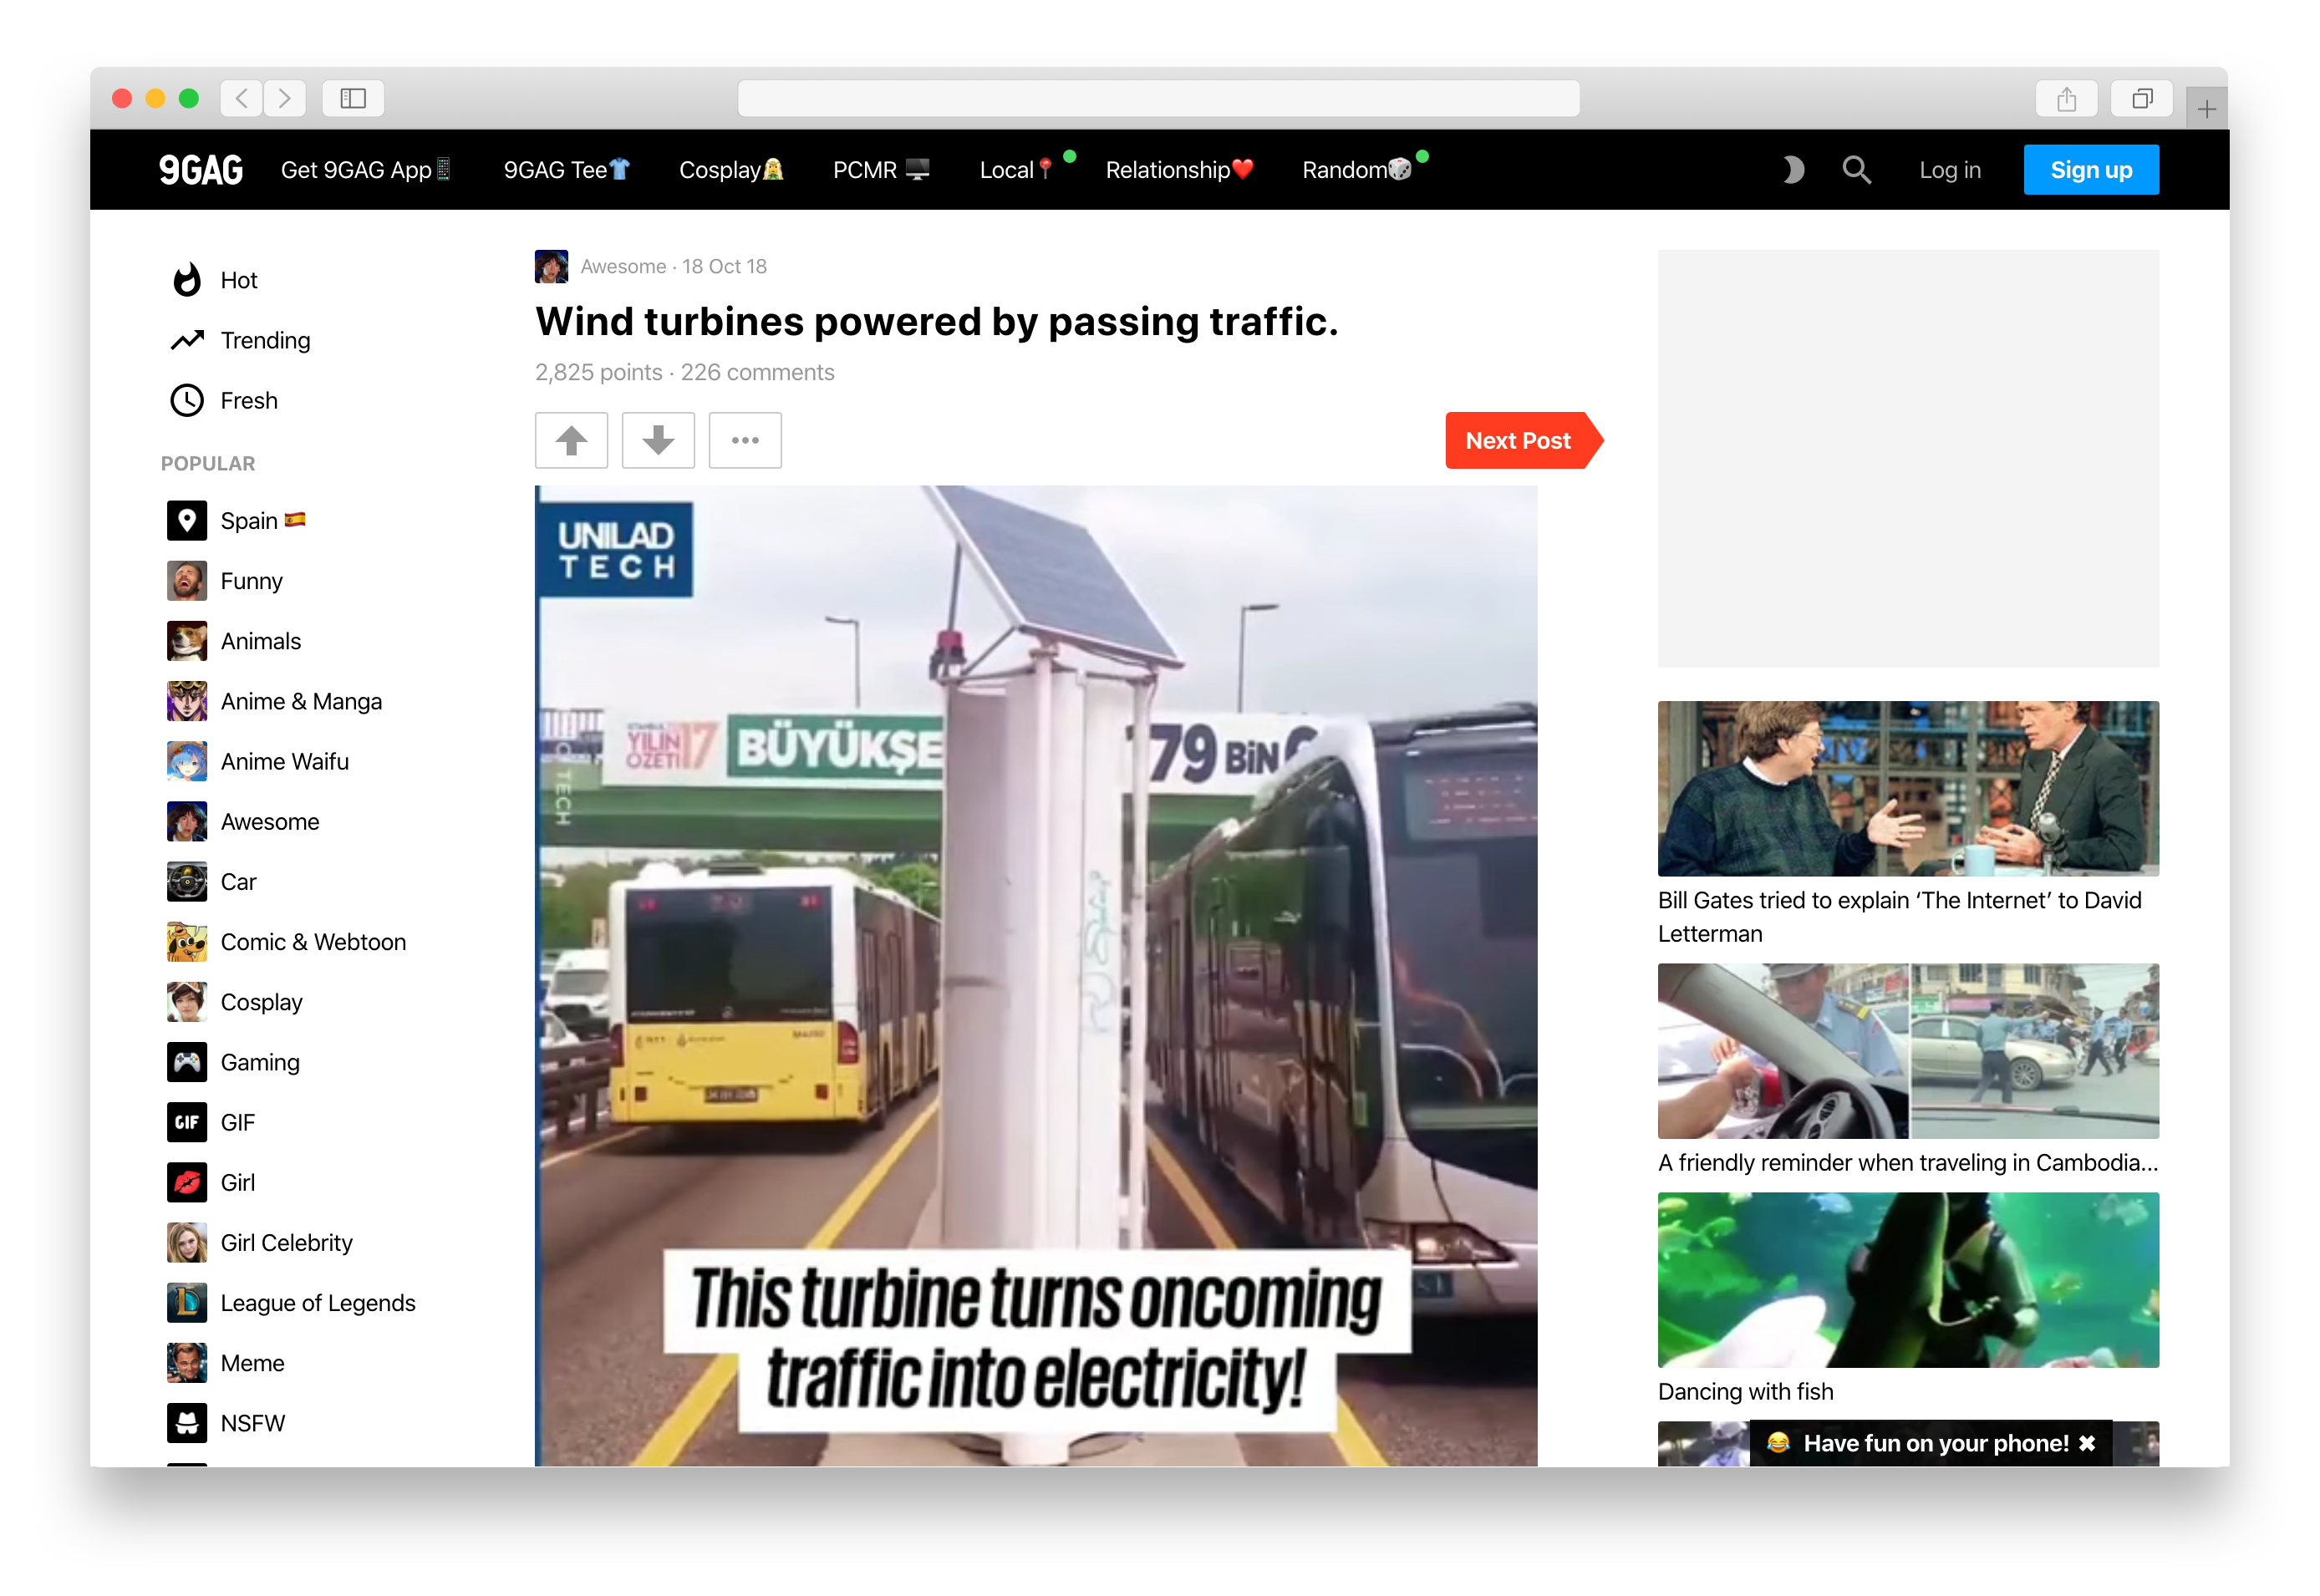 9GAG
Get 9GAG App📱
9GAG Tee👕
Cosplay👸
PCMR 🖥️
Local📍
Relationship❤️
Random🎲
Log in
Sign up
Hot
Trending
Fresh
POPULAR
Spain 🇪🇸
Funny
Animals
Anime & Manga
Anime Waifu
Awesome
Car
Comic & Webtoon
Cosplay
Gaming
GIF
GIF
Girl
Girl Celebrity
League of Legends
Meme
NSFW
Awesome · 18 Oct 18
Wind turbines powered by passing traffic.
2,825 points · 226 comments
Next Post
UNILAD
TECH
TECH
İSTANBUL
YILIN
ÖZETİ
17
BÜYÜKŞE
79 BİN
This turbine turns oncoming
traffic into electricity!
Bill Gates tried to explain ‘The Internet’ to David
Letterman
A friendly reminder when traveling in Cambodia...
Dancing with fish
😂 Have fun on your phone! ✖